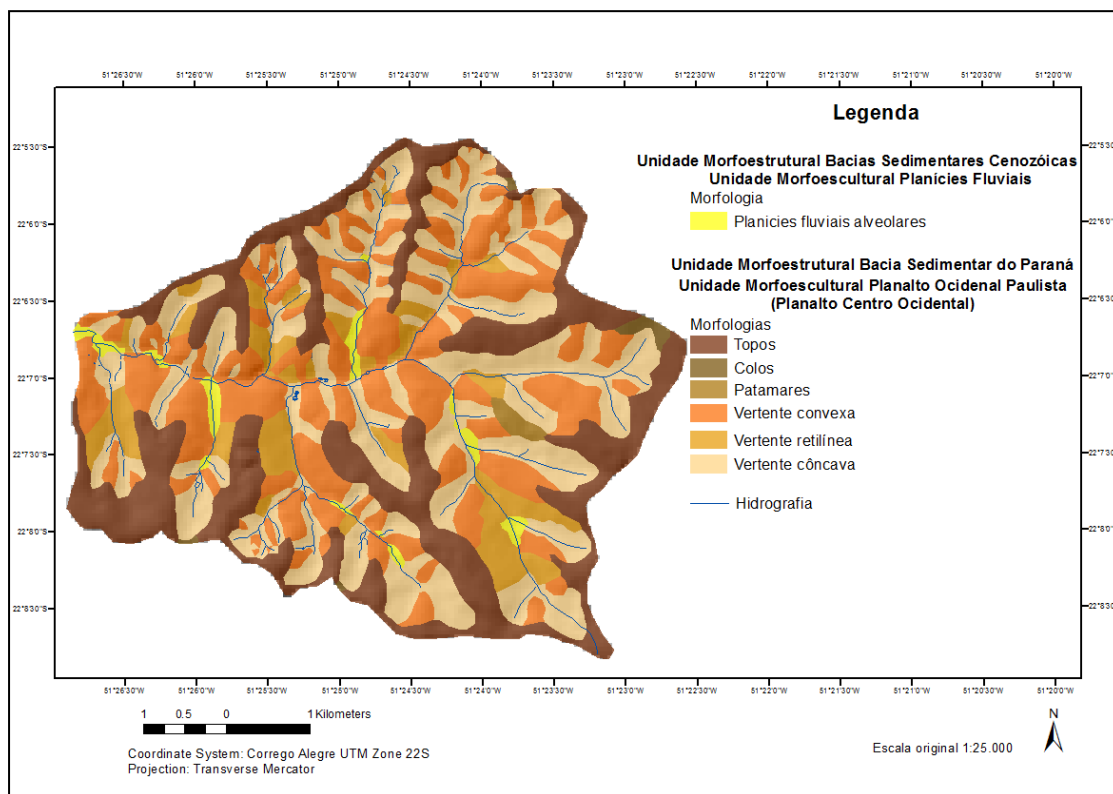 51°26'30"W 51°26'0"W 51°25'30"W 51°25'0"W 51°24'30"W 51°24'0"W 51°23'30"W 51°23'0"W 51°22'30"W 51°22'0"W 51°21'30"W 51°21'0"W 51°20'30"W 51°20'0"W
Legenda
22°5'30"S
22°5'30"S
Unidade Morfoestrutural Bacias Sedimentares Cenozóicas
Unidade Morfoescultural Planícies Fluviais
Morfologia
Planicies fluviais alveolares
22°6'0"S
22°6'0"S
Unidade Morfoestrutural Bacia Sedimentar do Paraná
Unidade Morfoescultural Planalto Ocidenal Paulista
(Planalto Centro Ocidental)
22°6'30"S
22°6'30"S
Morfologias
Topos
Colos
22°7'0"S
22°7'0"S
Patamares
Vertente convexa
Vertente retilínea
22°7'30"S
22°7'30"S
Vertente côncava
Hidrografia
22°8'0"S
22°8'0"S
22°8'30"S
22°8'30"S
51°26'30"W 51°26'0"W 51°25'30"W 51°25'0"W 51°24'30"W 51°24'0"W 51°23'30"W 51°23'0"W 51°22'30"W 51°22'0"W 51°21'30"W 51°21'0"W 51°20'30"W 51°20'0"W
1 0.5 0 1 Kilometers
N
Coordinate System: Corrego Alegre UTM Zone 22S
Projection: Transverse Mercator
Escala original 1:25.000